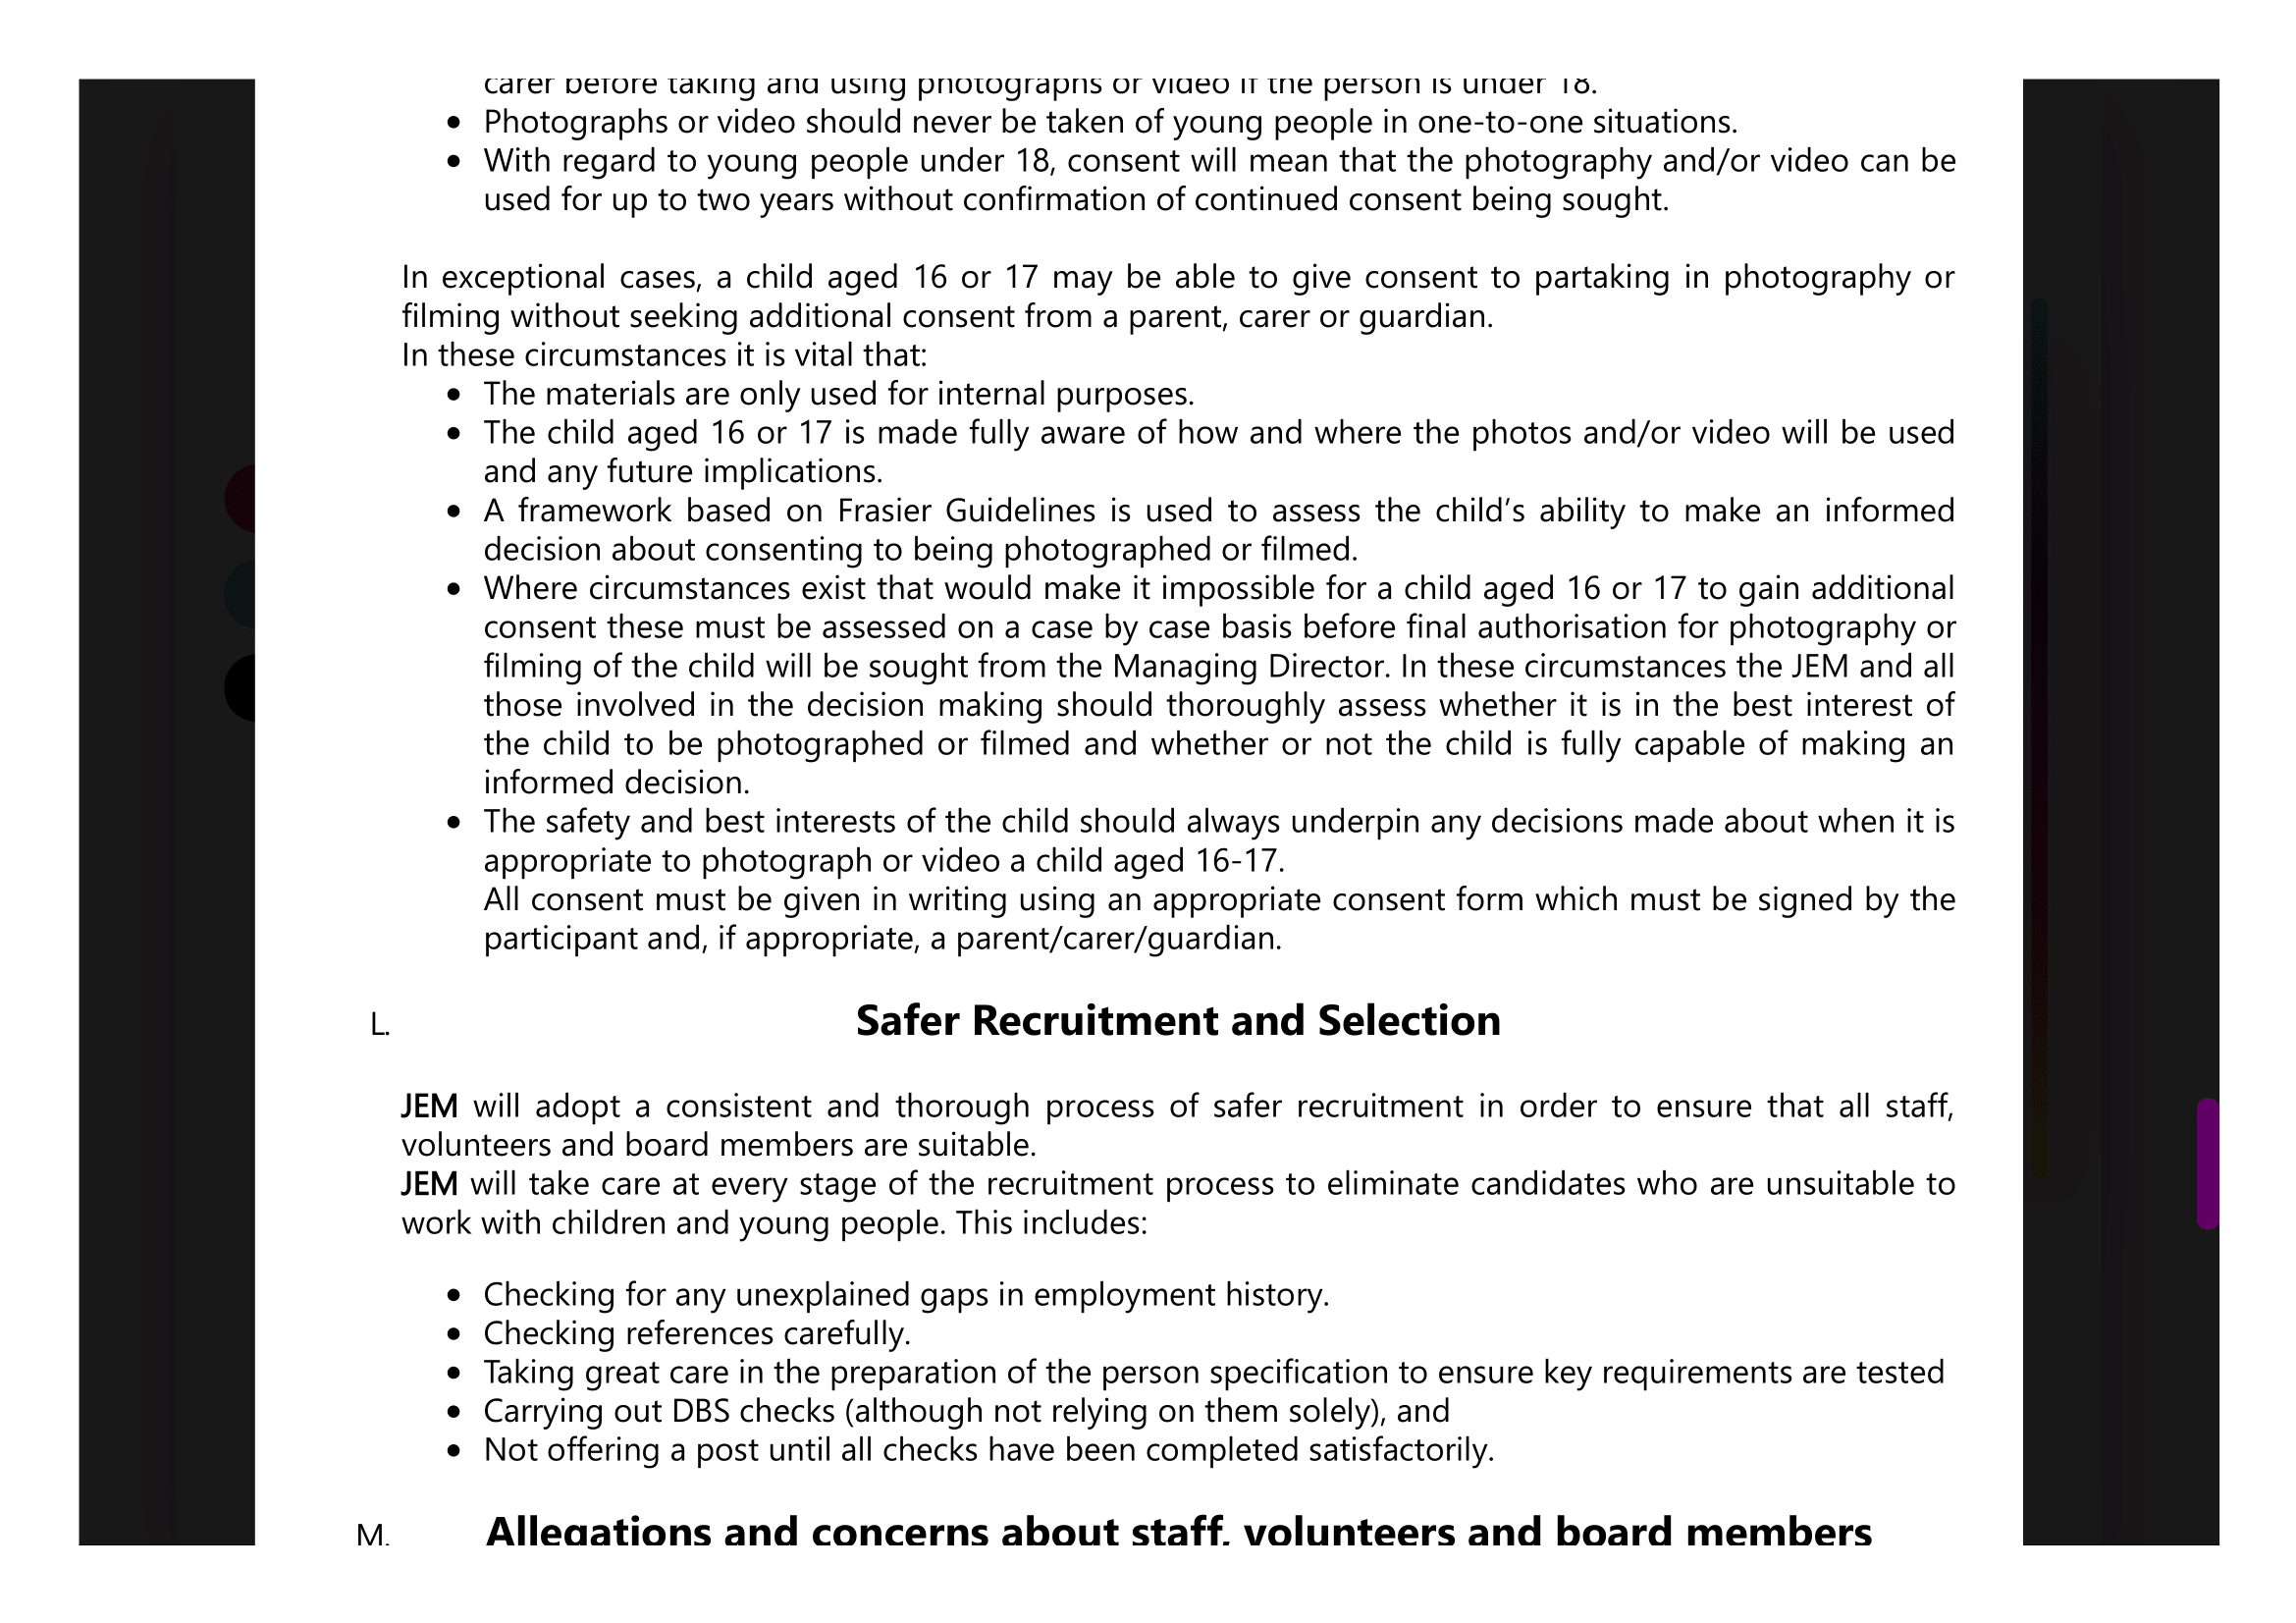 carer before taking and using photographs or video if the person is under 18.
• Photographs or video should never be taken of young people in one-to-one situations.
• With regard to young people under 18, consent will mean that the photography and/or video can be
used for up to two years without confirmation of continued consent being sought.
In exceptional cases, a child aged 16 or 17 may be able to give consent to partaking in photography or
filming without seeking additional consent from a parent, carer or guardian.
In these circumstances it is vital that:
• The materials are only used for internal purposes.
• The child aged 16 or 17 is made fully aware of how and where the photos and/or video will be used
and any future implications.
• A framework based on Frasier Guidelines is used to assess the child’s ability to make an informed
decision about consenting to being photographed or filmed.
• Where circumstances exist that would make it impossible for a child aged 16 or 17 to gain additional
consent these must be assessed on a case by case basis before final authorisation for photography or
filming of the child will be sought from the Managing Director. In these circumstances the JEM and all
those involved in the decision making should thoroughly assess whether it is in the best interest of
the child to be photographed or filmed and whether or not the child is fully capable of making an
informed decision.
• The safety and best interests of the child should always underpin any decisions made about when it is
appropriate to photograph or video a child aged 16-17.
All consent must be given in writing using an appropriate consent form which must be signed by the
participant and, if appropriate, a parent/carer/guardian.
L. Safer Recruitment and Selection
JEM will adopt a consistent and thorough process of safer recruitment in order to ensure that all staff,
volunteers and board members are suitable.
JEM will take care at every stage of the recruitment process to eliminate candidates who are unsuitable to
work with children and young people. This includes:
• Checking for any unexplained gaps in employment history.
• Checking references carefully.
• Taking great care in the preparation of the person specification to ensure key requirements are tested
• Carrying out DBS checks (although not relying on them solely), and
• Not offering a post until all checks have been completed satisfactorily.
M. Allegations and concerns about staff, volunteers and board members